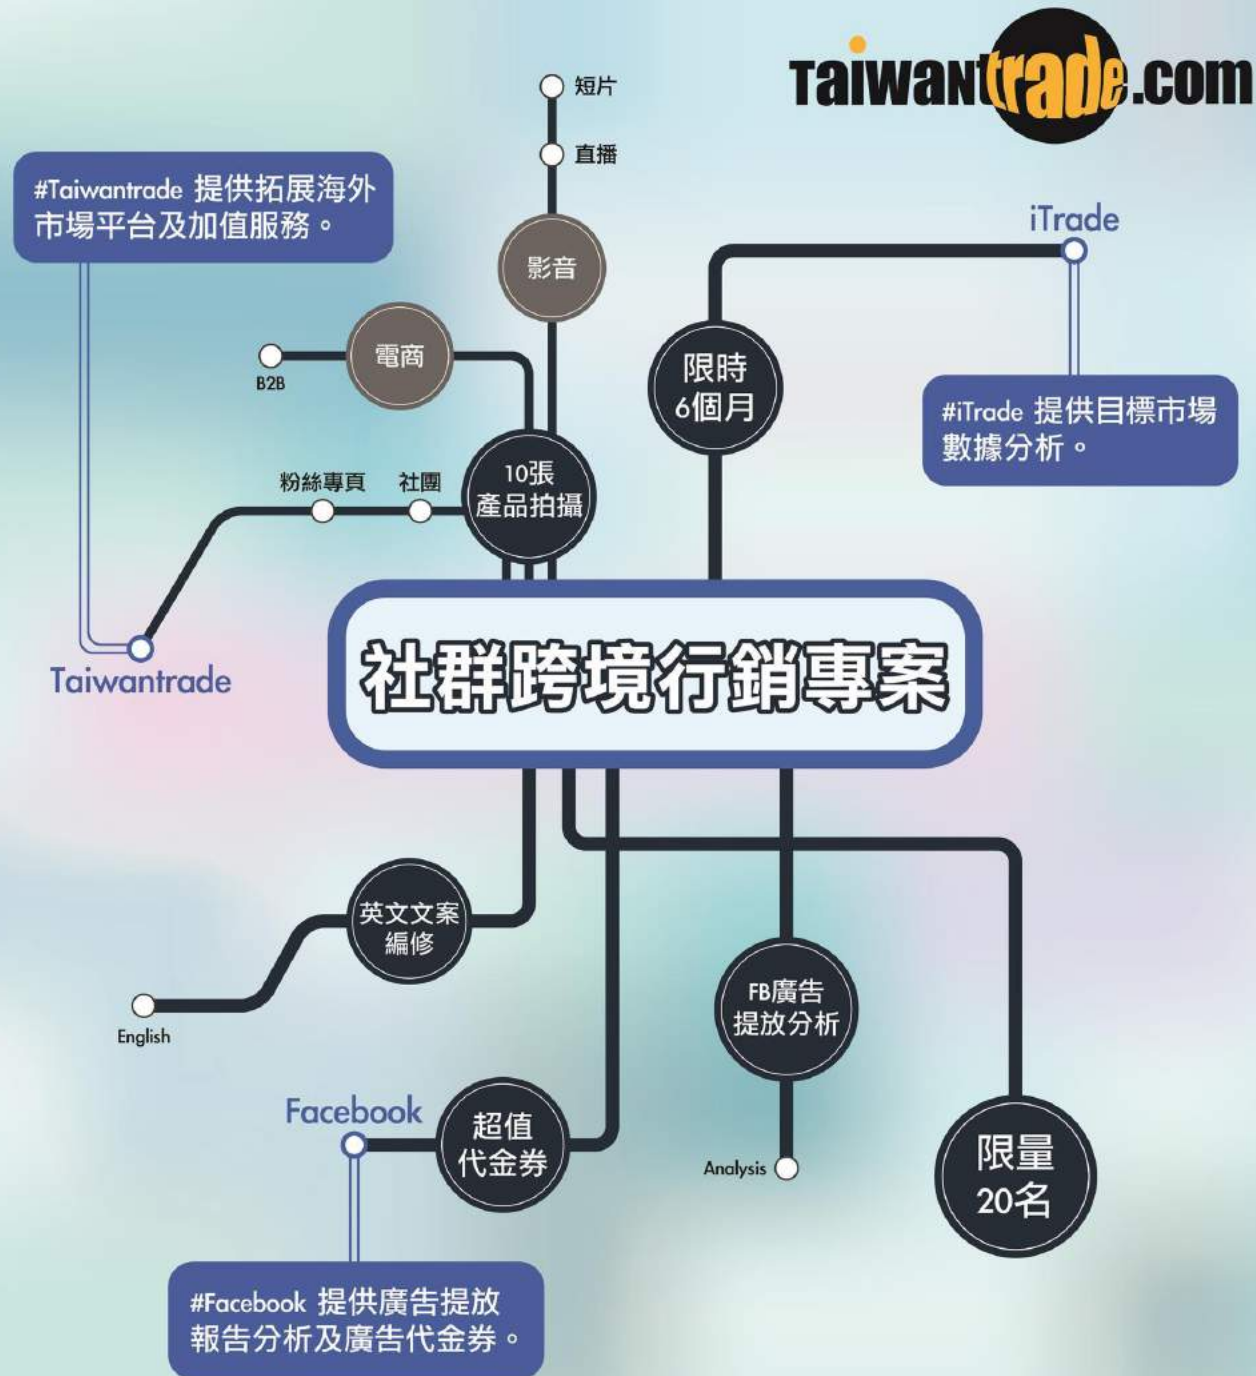 Taiwantrade.com
短片
直播
#Taiwantrade 提供拓展海外
市場平台及加值服務。
iTrade
影音
電商
B2B
限時
6個月
#iTrade 提供目標市場
數據分析。
10張
產品拍攝
粉絲專頁
社團
Taiwantrade
社群跨境行銷專案
英文文案
編修
English
FB廣告
提放分析
Facebook
超值
代金券
Analysis
限量
20名
#Facebook 提供廣告提放
報告分析及廣告代金券。